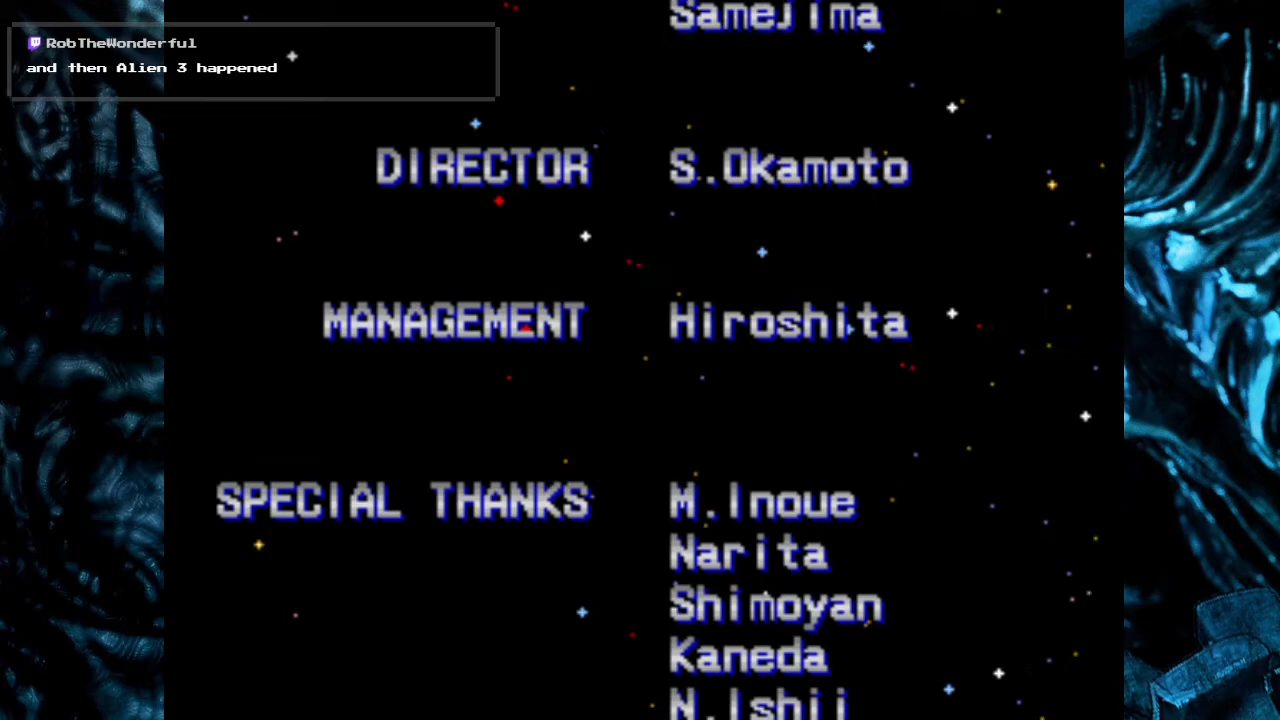 RobTheWonderful
and then Alien 3 happened
Samejima
DIRECTOR S.Okamoto
MANAGEMENT Hiroshita
SPECIAL THANKS M.Inoue
Narita
Shimoyan
Kaneda
N.Ishii